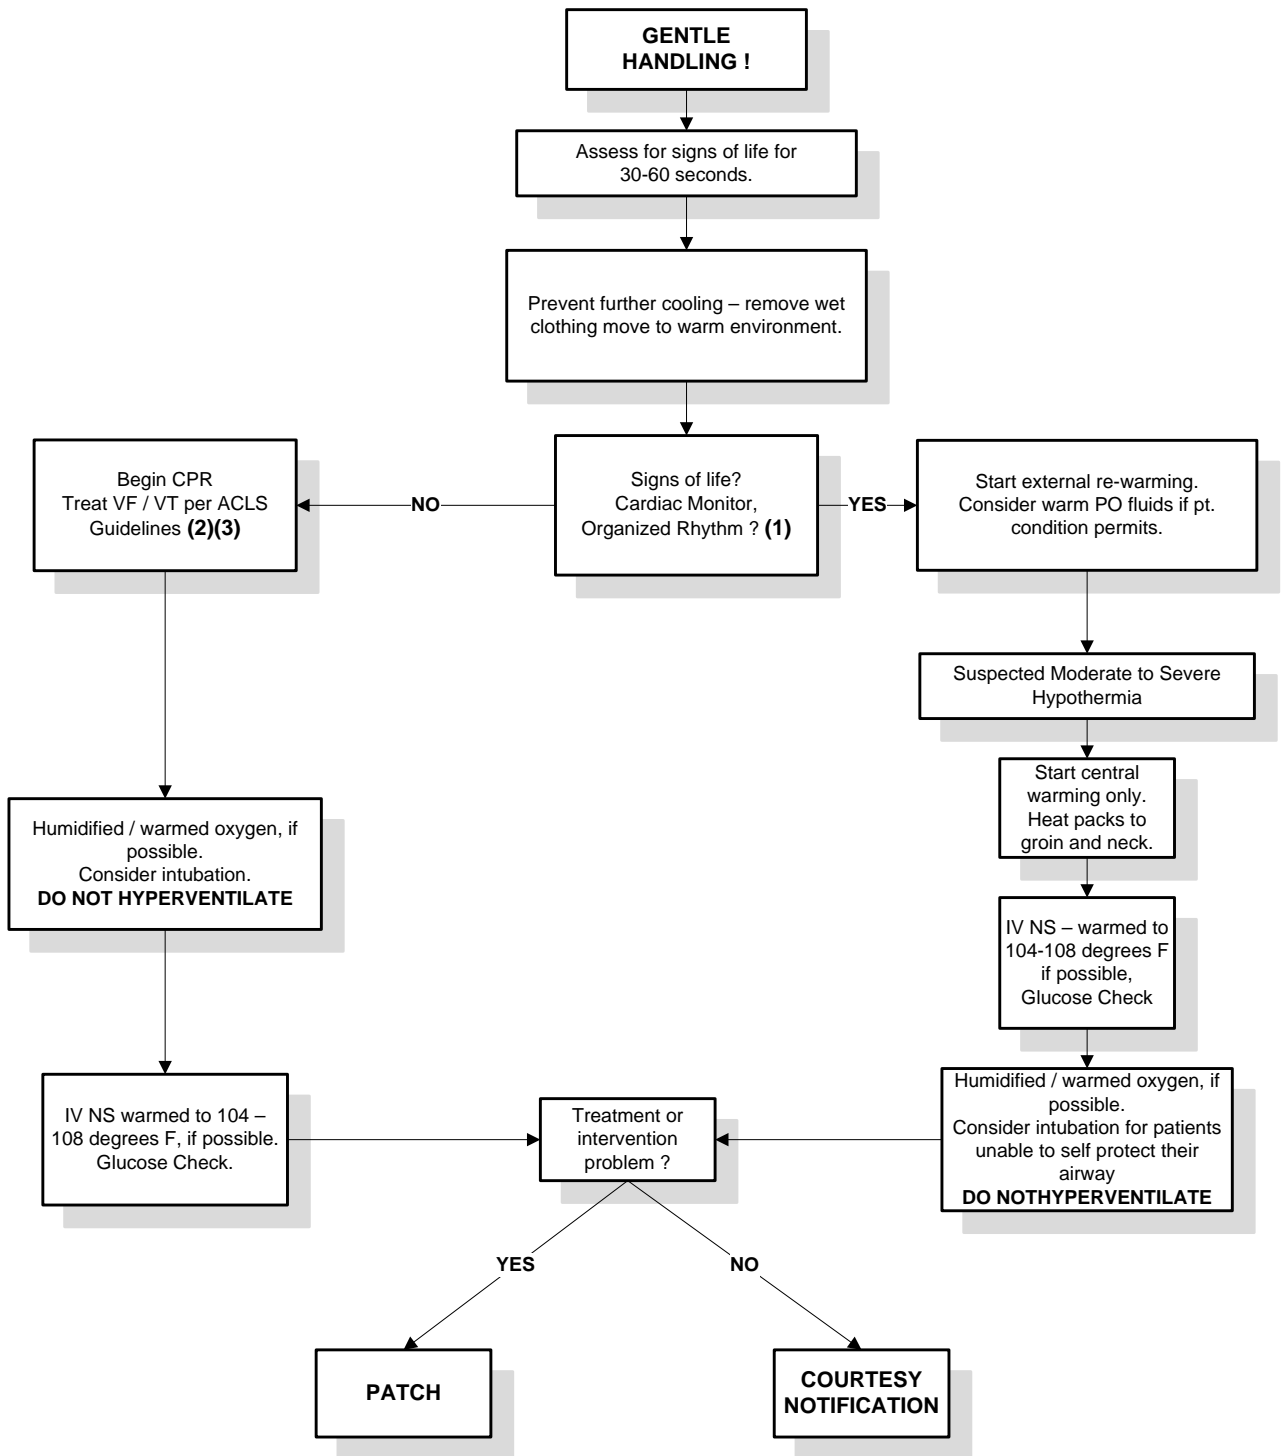 GENTLE
HANDLING !
Assess for signs of life for
30-60 seconds.
Prevent further cooling – remove wet
clothing move to warm environment.
Signs of life?
Cardiac Monitor,
Organized Rhythm ? (1)
NO
YES
Begin CPR
Treat VF / VT per ACLS
Guidelines (2)(3)
Humidified / warmed oxygen, if
possible.
Consider intubation.
DO NOT HYPERVENTILATE
IV NS warmed to 104 –
108 degrees F, if possible.
Glucose Check.
Start external re-warming.
Consider warm PO fluids if pt.
condition permits.
Suspected Moderate to Severe
Hypothermia
Start central
warming only.
Heat packs to
groin and neck.
IV NS – warmed to
104-108 degrees F
if possible,
Glucose Check
Humidified / warmed oxygen, if
possible.
Consider intubation for patients
unable to self protect their
airway
DO NOTHYPERVENTILATE
Treatment or
intervention
problem ?
YES
NO
PATCH
COURTESY
NOTIFICATION